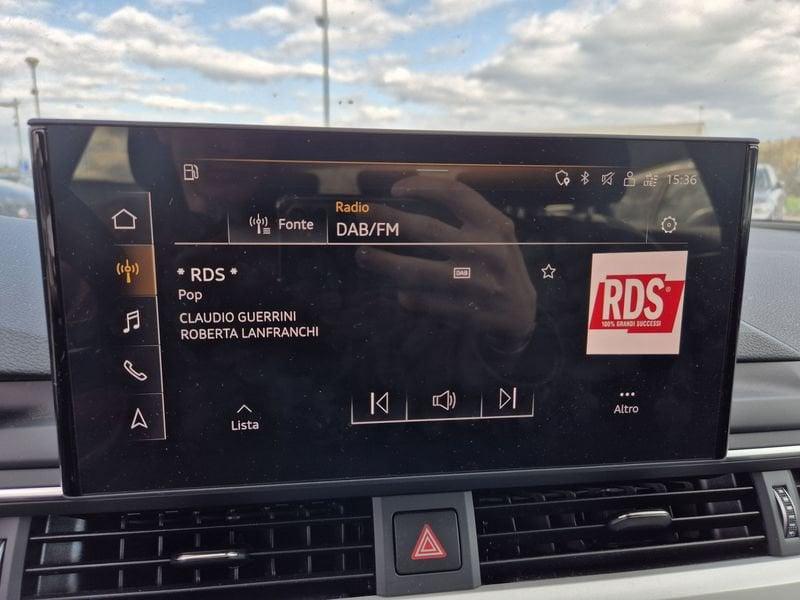 15:36
Fonte
Radio
DAB/FM
* RDS *
DAB
Pop
CLAUDIO GUERRINI
ROBERTA LANFRANCHI
RDS®
100% GRANDI SUCCESSI
Lista
Altro